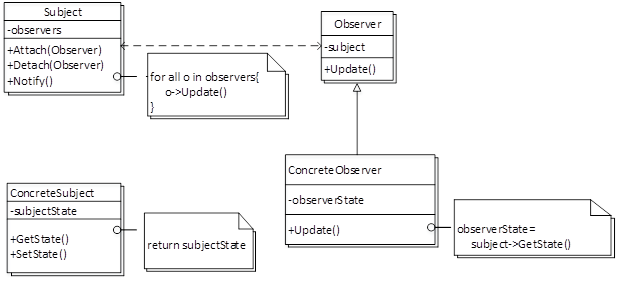 Subject
-observers
+Attach(Observer)
+Detach(Observer)
+Notify()
for all o in observers{
o->Update()
}
Observer
-subject
+Update()
ConcreteSubject
-subjectState
+GetState()
+SetState()
return subjectState
ConcreteObserver
-observerState
+Update()
observerState=
subject->GetState()